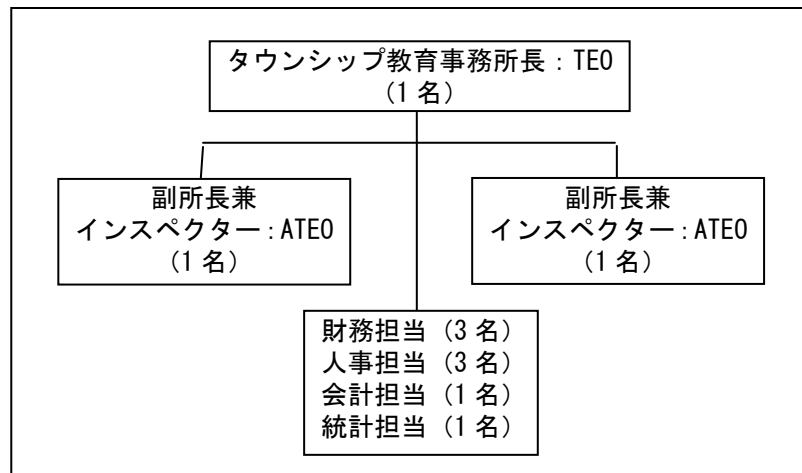 タウンシップ教育事務所長：TEO
（1 名）
副所長兼
インスペクター：ATEO
（1 名）
副所長兼
インスペクター：ATEO
（1 名）
財務担当（3 名）
人事担当（3 名）
会計担当（1 名）
統計担当（1 名）